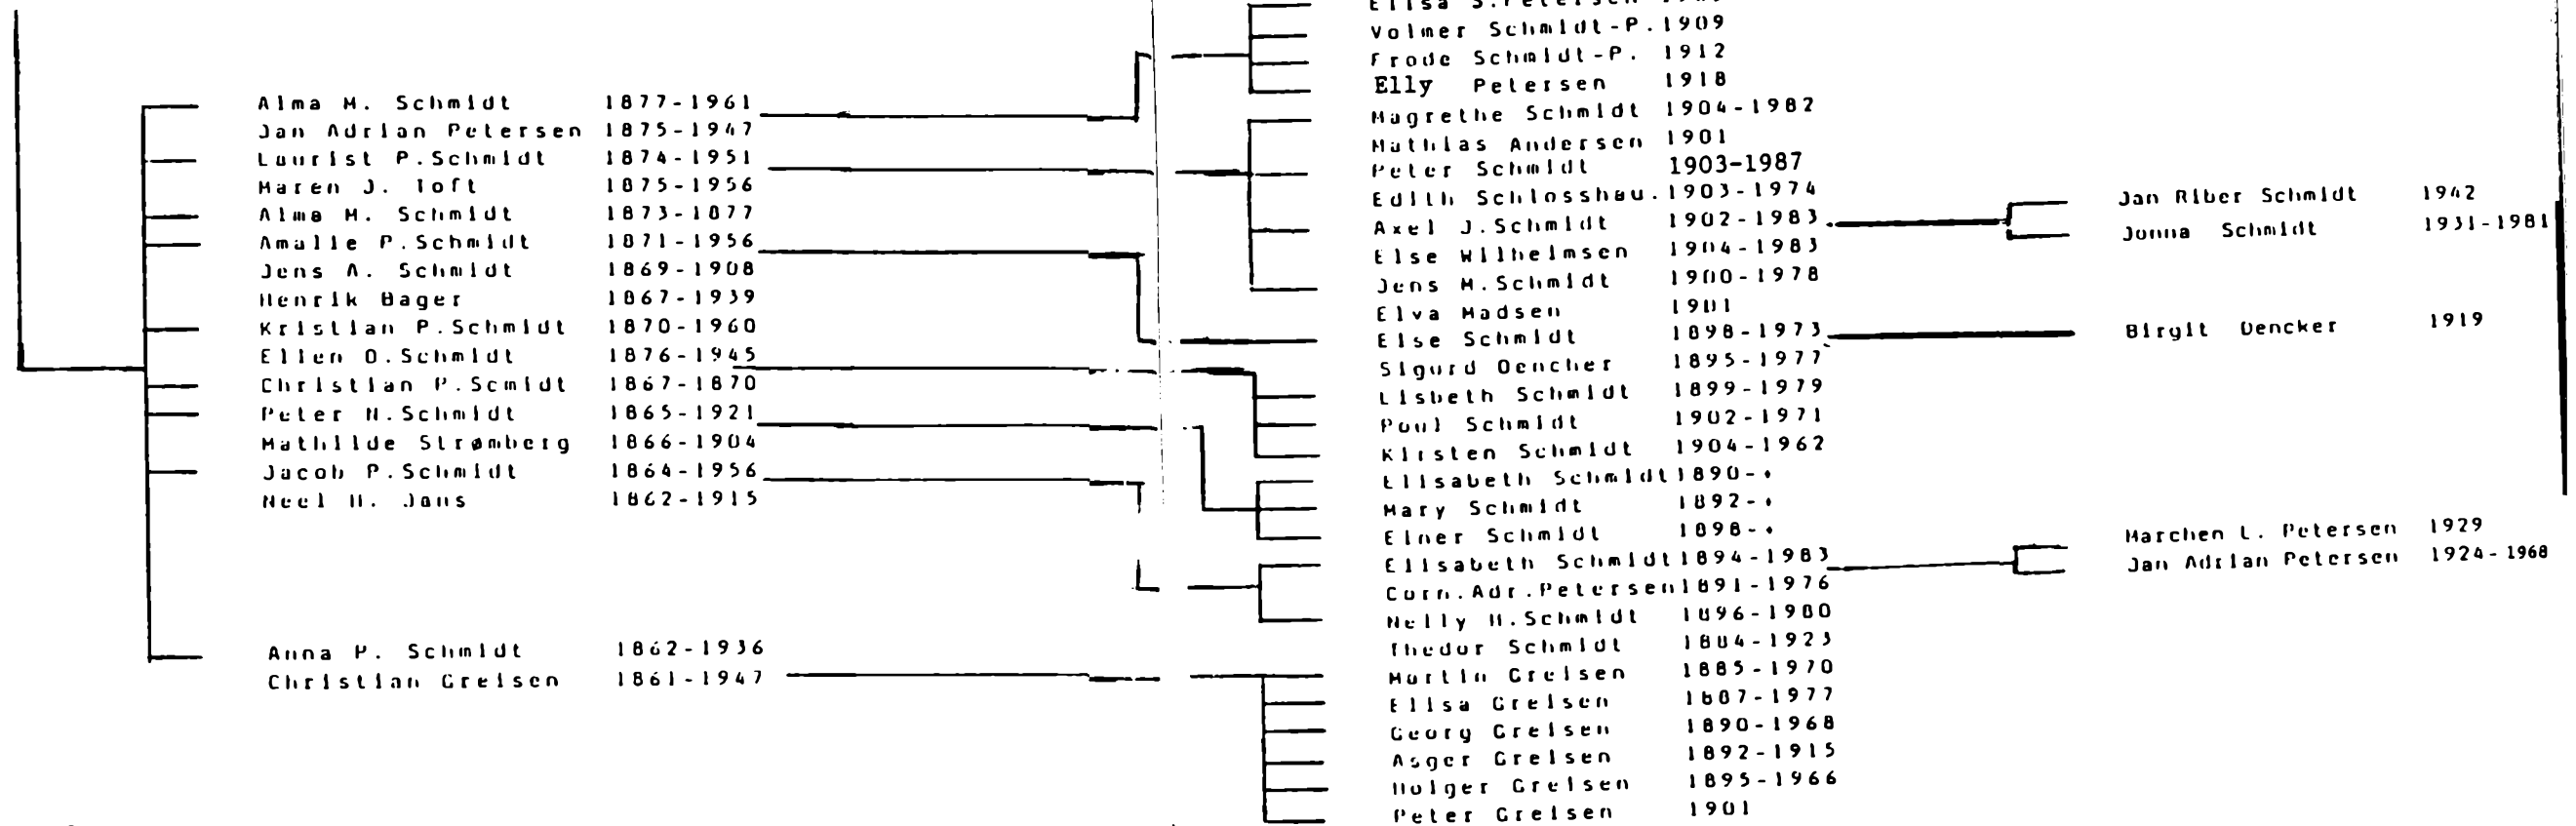 Alma M. Schmidt 1877-1961
Jan Adrian Petersen 1875-1947
Laurist P.Schmidt 1874-1951
Maren J. Toft 1875-1956
Alma M. Schmidt 1873-1877
Amalie P.Schmidt 1871-1956
Jens A. Schmidt 1869-1908
Henrik Bager 1867-1939
Kristian P.Schmidt 1870-1960
Ellen O.Schmidt 1876-1945
Christian P.Scmidt 1867-1870
Peter N.Schmidt 1865-1921
Mathilde Strømberg 1866-1904
Jacob P.Schmidt 1864-1956
Neel H. Jans 1862-1915
Anna P. Schmidt 1862-1936
Christian Greisen 1861-1947
Elisa S.Petersen
Volmer Schmidt-P.1909
Frode Schmidt-P. 1912
Elly Petersen 1918
Magrethe Schmidt 1904-1982
Mathias Andersen 1901
Peter Schmidt 1903-1987
Edith Schlosshau.1903-1974
Axel J.Schmidt 1902-1983
Else Wilhelmsen 1904-1983
Jens M.Schmidt 1900-1978
Elva Madsen 1901
Else Schmidt 1898-1973
Sigurd Oencher 1895-1977
Lisbeth Schmidt 1899-1979
Poul Schmidt 1902-1971
Kirsten Schmidt 1904-1962
Elisabeth Schmidt1890-.
Mary Schmidt 1892-.
Einer Schmidt 1898-.
Elisabeth Schmidt1894-1983
Corn.Adr.Petersen1891-1976
Nelly H.Schmidt 1896-1980
Thedor Schmidt 1884-1923
Martin Greisen 1885-1970
Elisa Greisen 1887-1977
Georg Greisen 1890-1968
Asger Greisen 1892-1915
Holger Greisen 1895-1966
Peter Greisen 1901
Jan Riber Schmidt 1942
Jonna Schmidt 1931-1981
Birgit Dencker 1919
Marchen L. Petersen 1929
Jan Adrian Petersen 1924-1968